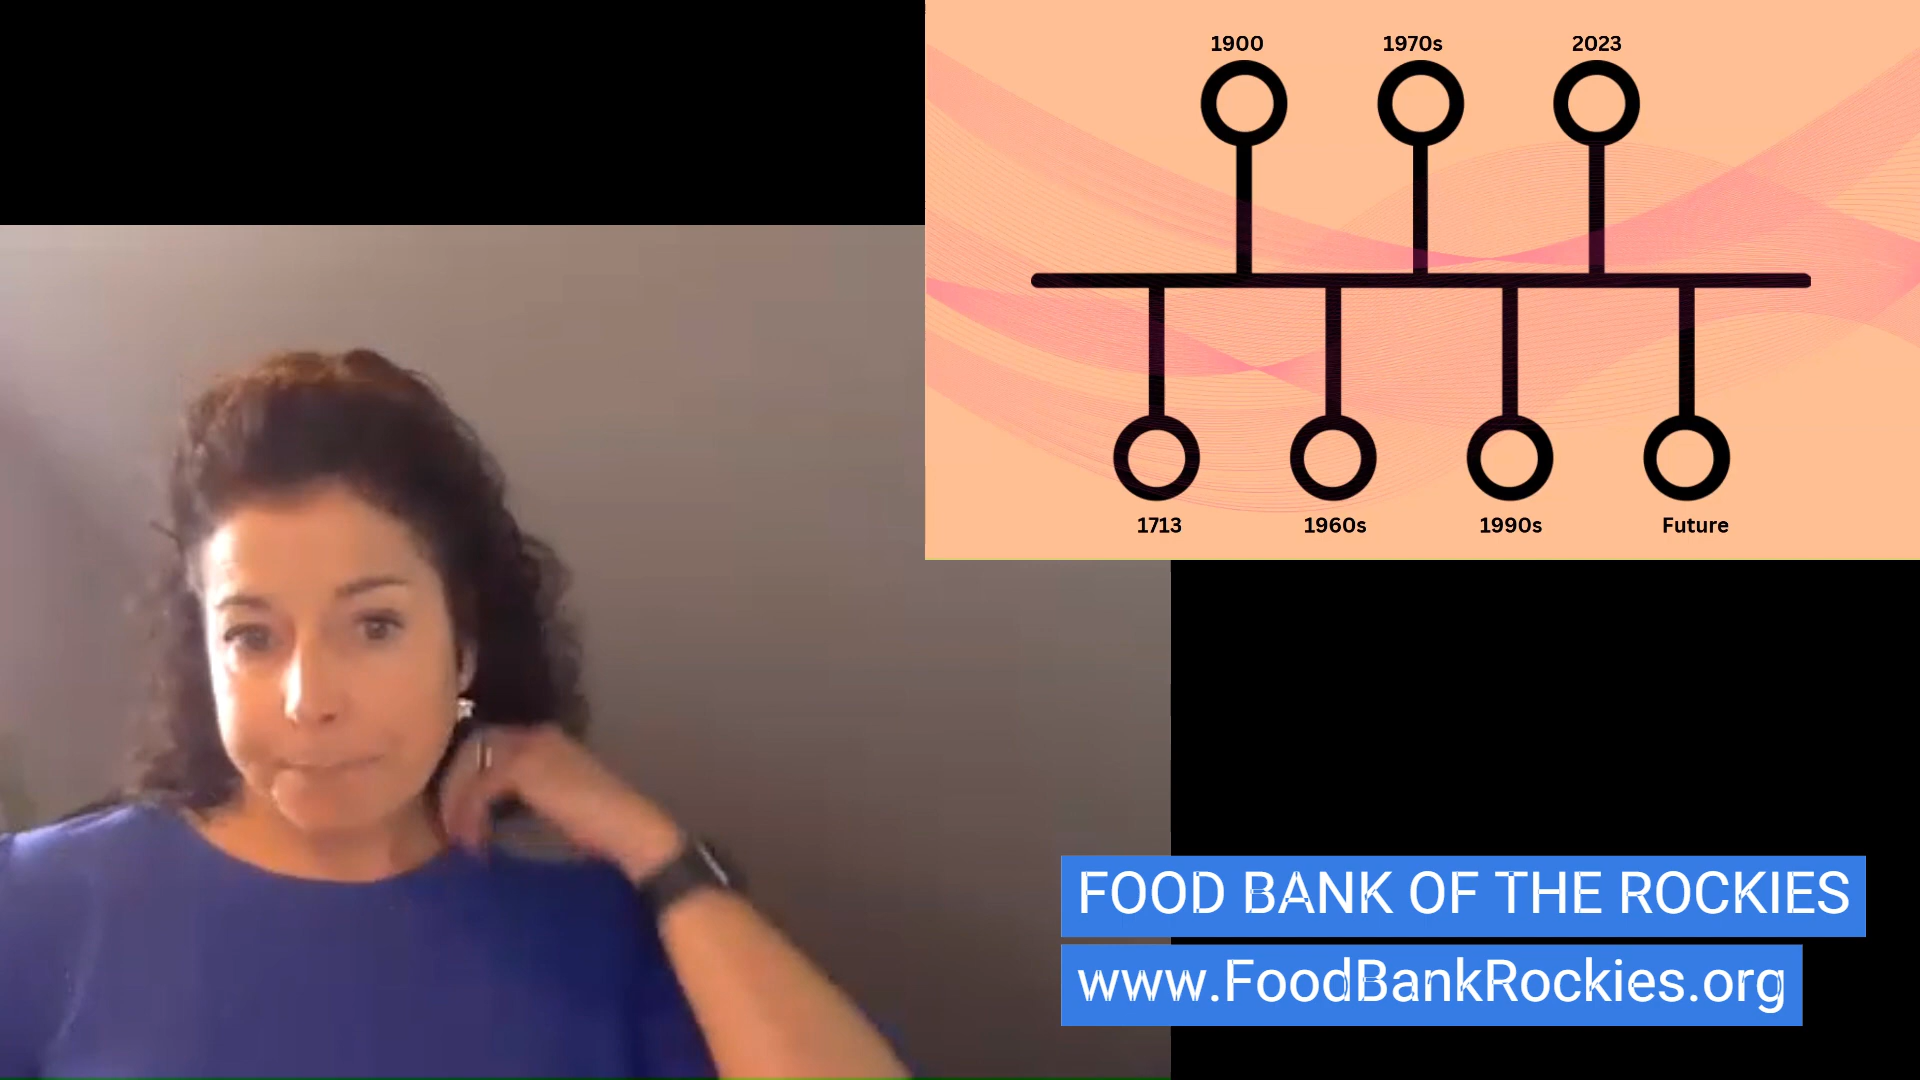 1900 1970s 2023
1713 1960s 1990s Future
FOOD BANK OF THE ROCKIES
www.FoodBankRockies.org